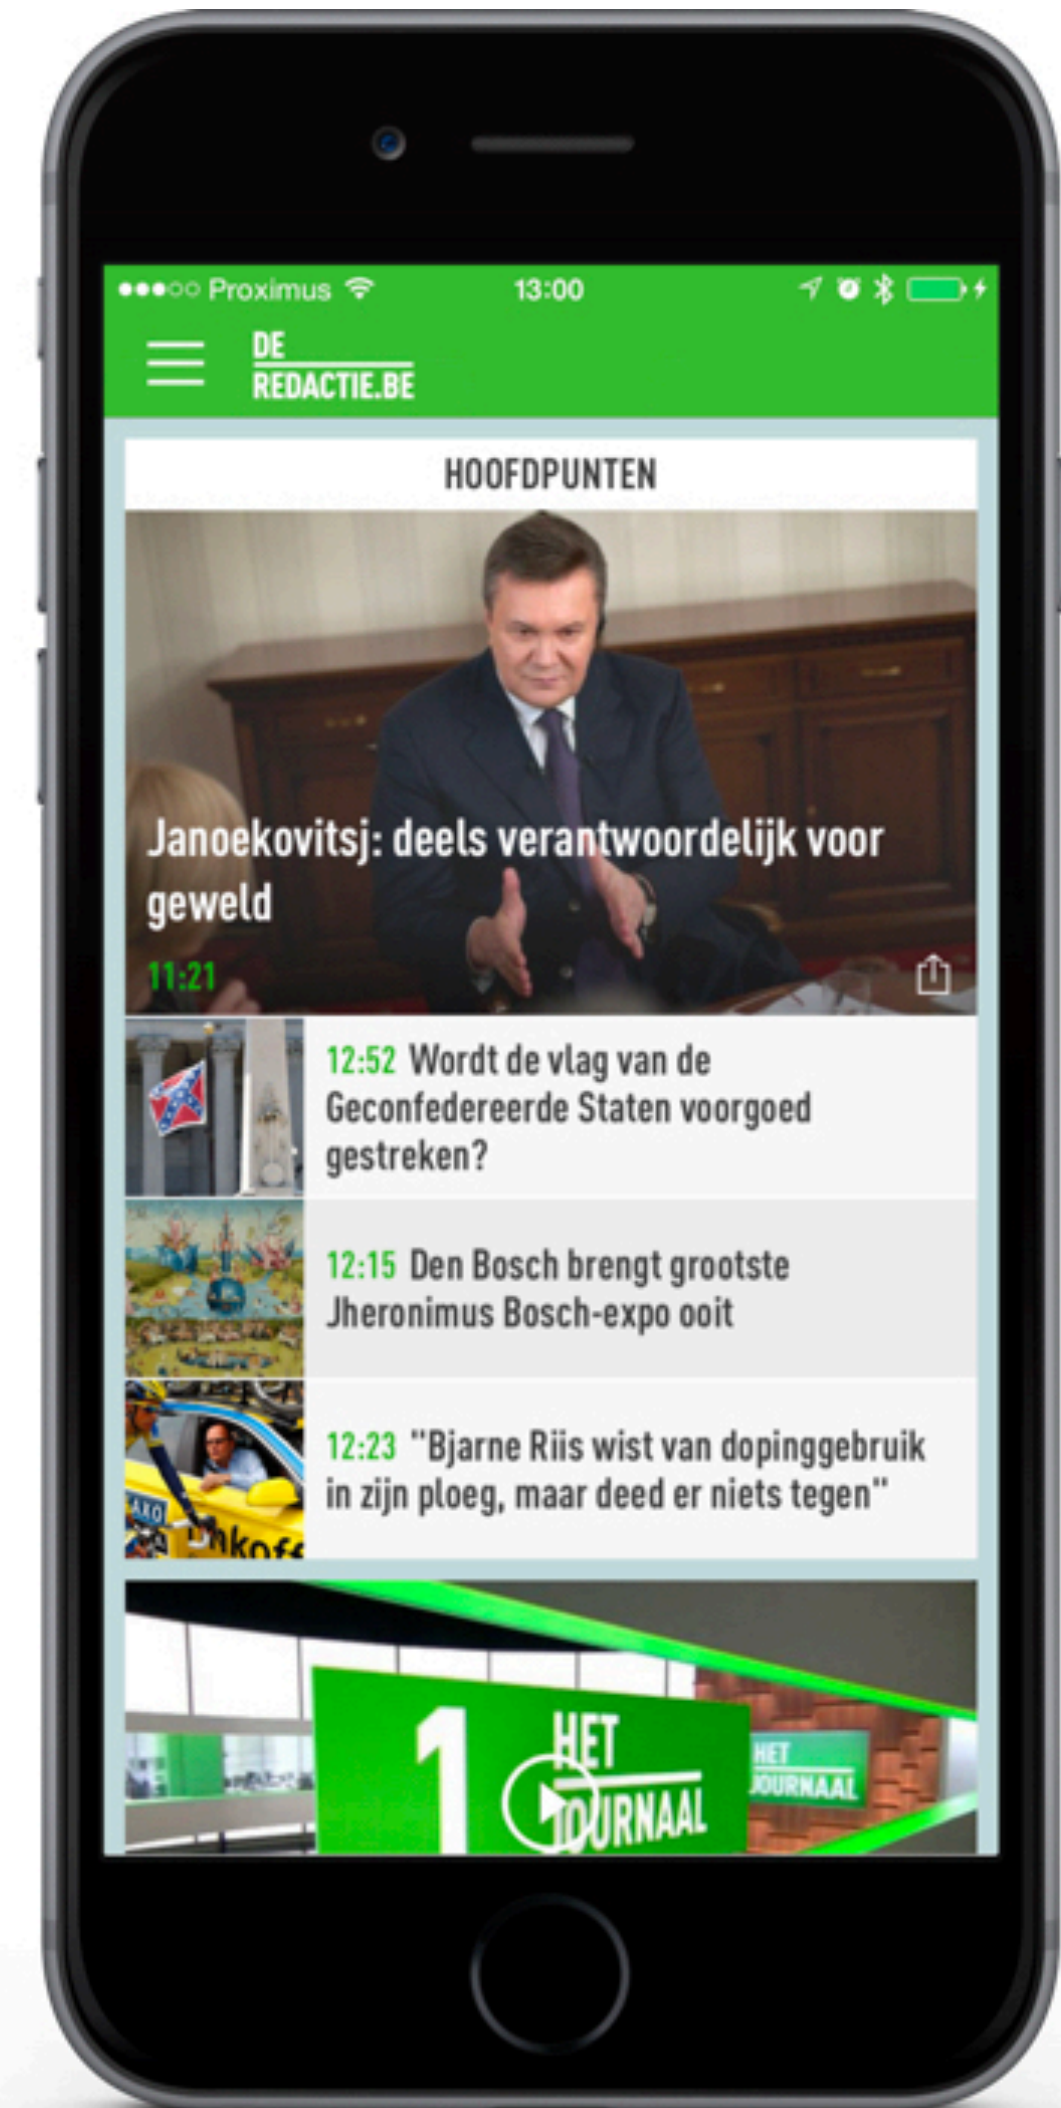 Proximus
13:00
DE
REDACTIE.BE
HOOFDPUNTEN
Janoekovitsj: deels verantwoordelijk voor
geweld
11:21
12:52 Wordt de vlag van de
Geconfedereerde Staten voorgoed
gestreken?
12:15 Den Bosch brengt grootste
Jheronimus Bosch-expo ooit
12:23 "Bjarne Riis wist van dopinggebruik
in zijn ploeg, maar deed er niets tegen"
SAXO
1
HET
JOURNAAL
HET
JOURNAAL